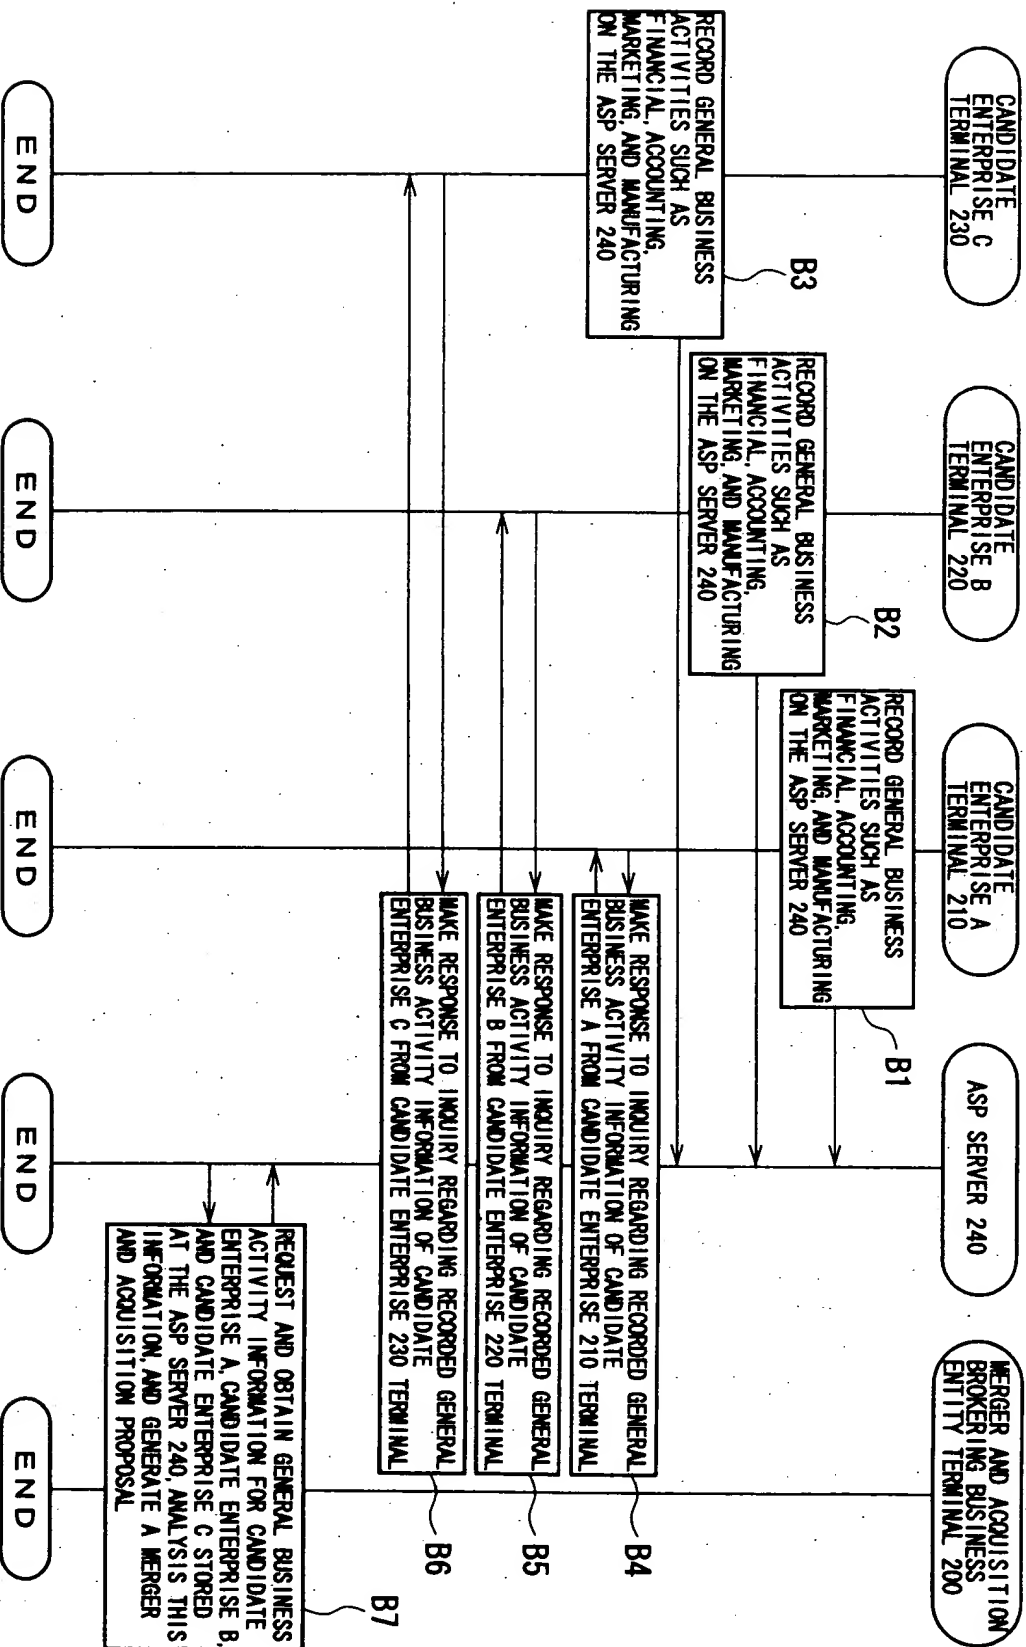 CANDIDATE
ENTERPRISE C
TERMINAL 230
CANDIDATE
ENTERPRISE B
TERMINAL 220
CANDIDATE
ENTERPRISE A
TERMINAL 210
ASP SERVER 240
MERGER AND ACQUISITION
BROKERING BUSINESS
ENTITY TERMINAL 200
RECORD GENERAL BUSINESS
ACTIVITIES SUCH AS
FINANCIAL, ACCOUNTING,
MARKETING, AND MANUFACTURING
ON THE ASP SERVER 240
B1
RECORD GENERAL BUSINESS
ACTIVITIES SUCH AS
FINANCIAL, ACCOUNTING,
MARKETING, AND MANUFACTURING
ON THE ASP SERVER 240
B2
RECORD GENERAL BUSINESS
ACTIVITIES SUCH AS
FINANCIAL, ACCOUNTING,
MARKETING, AND MANUFACTURING
ON THE ASP SERVER 240
B3
MAKE RESPONSE TO INQUIRY REGARDING RECORDED GENERAL
BUSINESS ACTIVITY INFORMATION OF CANDIDATE
ENTERPRISE A FROM CANDIDATE ENTERPRISE 210 TERMINAL
B4
MAKE RESPONSE TO INQUIRY REGARDING RECORDED GENERAL
BUSINESS ACTIVITY INFORMATION OF CANDIDATE
ENTERPRISE B FROM CANDIDATE ENTERPRISE 220 TERMINAL
B5
MAKE RESPONSE TO INQUIRY REGARDING RECORDED GENERAL
BUSINESS ACTIVITY INFORMATION OF CANDIDATE
ENTERPRISE C FROM CANDIDATE ENTERPRISE 230 TERMINAL
B6
REQUEST AND OBTAIN GENERAL BUSINESS
ACTIVITY INFORMATION FOR CANDIDATE
ENTERPRISE A, CANDIDATE ENTERPRISE B,
AND CANDIDATE ENTERPRISE C STORED
AT THE ASP SERVER 240, ANALYSIS THIS
INFORMATION, AND GENERATE A MERGER
AND ACQUISITION PROPOSAL
B7
END
END
END
END
END